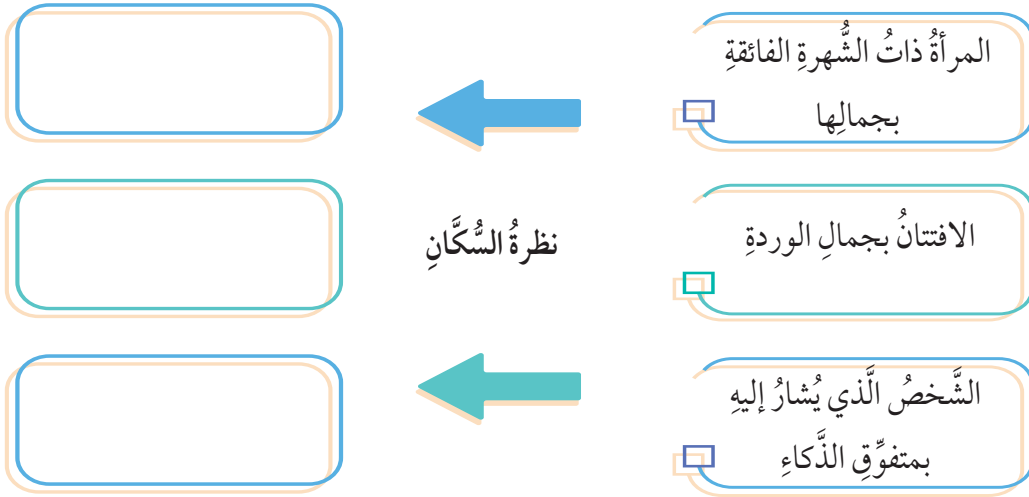 المرأةُ ذاتُ الشُّهرةِ الفائقةِ
بجمالِها
الافتتانُ بجمالِ الوردةِ
نظرةُ السُّكَّانِ
الشَّخصُ الَّذي يُشارُ إليهِ
بمتفوِّقِ الذَّكاءِ